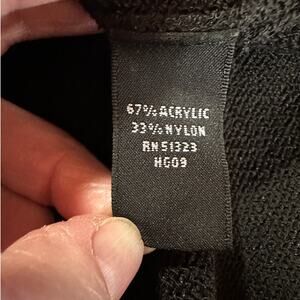 67% ACRYLIC
33% NYLON
RN 51323
HG09